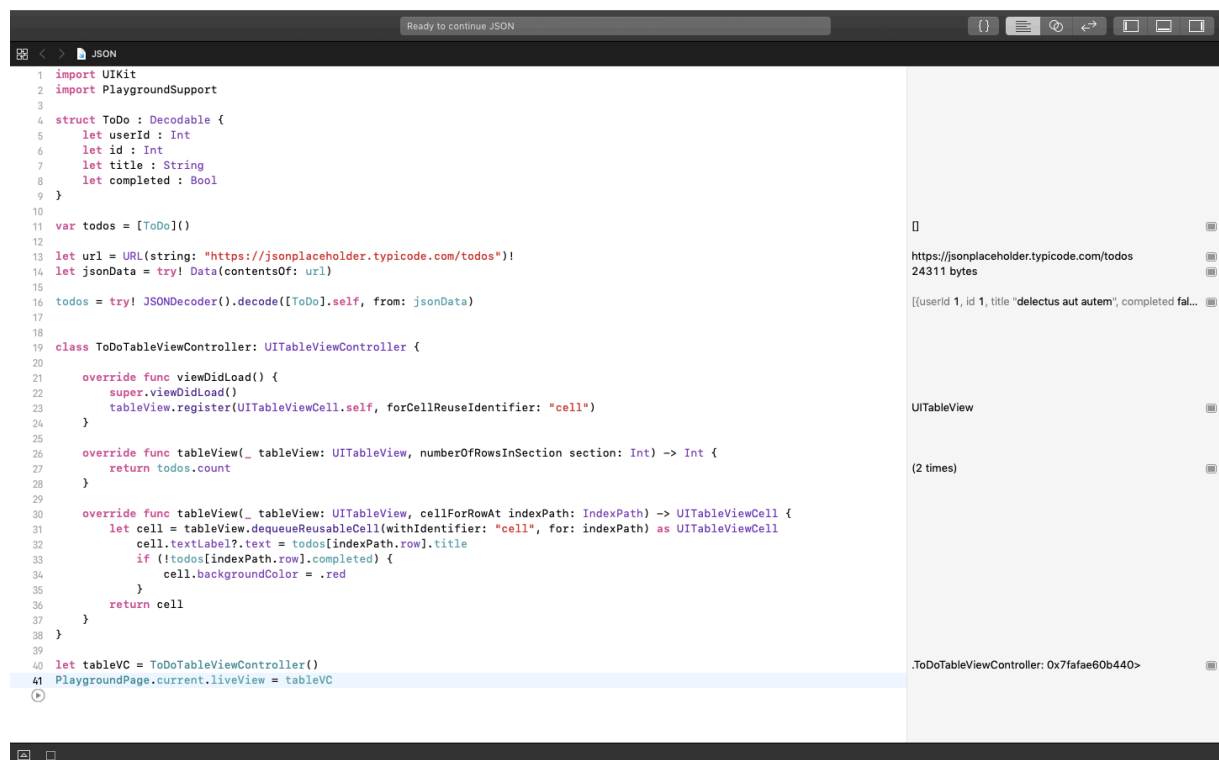 Ready to continue JSON
{}
JSON
1 import UIKit
2 import PlaygroundSupport
3
4 struct ToDo : Decodable {
5     let userId : Int
6     let id : Int
7     let title : String
8     let completed : Bool
9 }
10
11 var todos = [ToDo]() []
12
13 let url = URL(string: "https://jsonplaceholder.typicode.com/todos")! https://jsonplaceholder.typicode.com/todos
14 let jsonData = try! Data(contentsOf: url) 24311 bytes
15
16 todos = try! JSONDecoder().decode([ToDo].self, from: jsonData) [{userId 1, id 1, title "delectus aut autem", completed fal...
17
18
19 class ToDoTableViewController: UITableViewController {
20
21     override func viewDidLoad() {
22         super.viewDidLoad()
23         tableView.register(UITableViewCell.self, forCellReuseIdentifier: "cell") UITableView
24     }
25
26     override func tableView(_ tableView: UITableView, numberOfRowsInSection section: Int) -> Int {
27         return todos.count (2 times)
28     }
29
30     override func tableView(_ tableView: UITableView, cellForRowAt indexPath: IndexPath) -> UITableViewCell {
31         let cell = tableView.dequeueReusableCell(withIdentifier: "cell", for: indexPath) as UITableViewCell
32             cell.textLabel?.text = todos[indexPath.row].title
33             if (!todos[indexPath.row].completed) {
34                 cell.backgroundColor = .red
35             }
36         return cell
37     }
38 }
39
40 let tableVC = ToDoTableViewController() .ToDoTableViewController: 0x7fafae60b440>
41 PlaygroundPage.current.liveView = tableVC